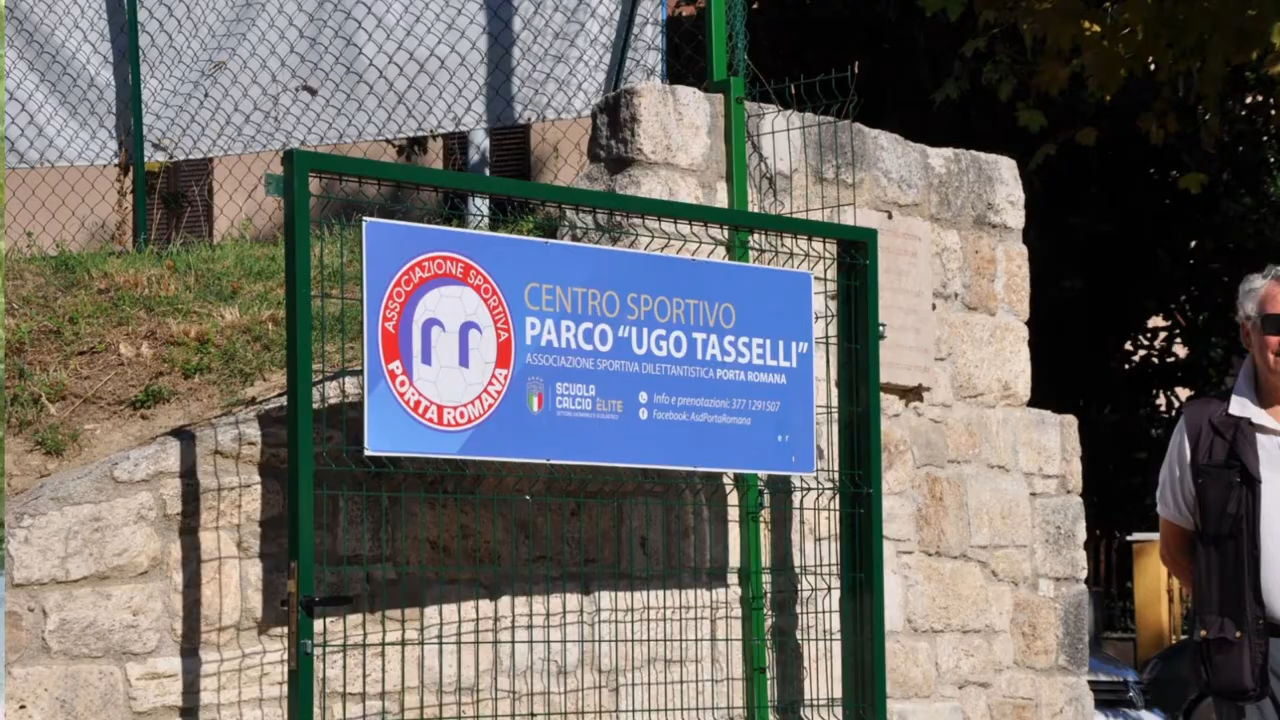 ASSOCIAZIONE SPORTIVA
PORTA ROMANA
CENTRO SPORTIVO
PARCO “UGO TASSELLI”
ASSOCIAZIONE SPORTIVA DILETTANTISTICA PORTA ROMANA
SCUOLA
CALCIO ÉLITE
Info e prenotazioni: 377 1291507
Facebook: AsdPortaRomana